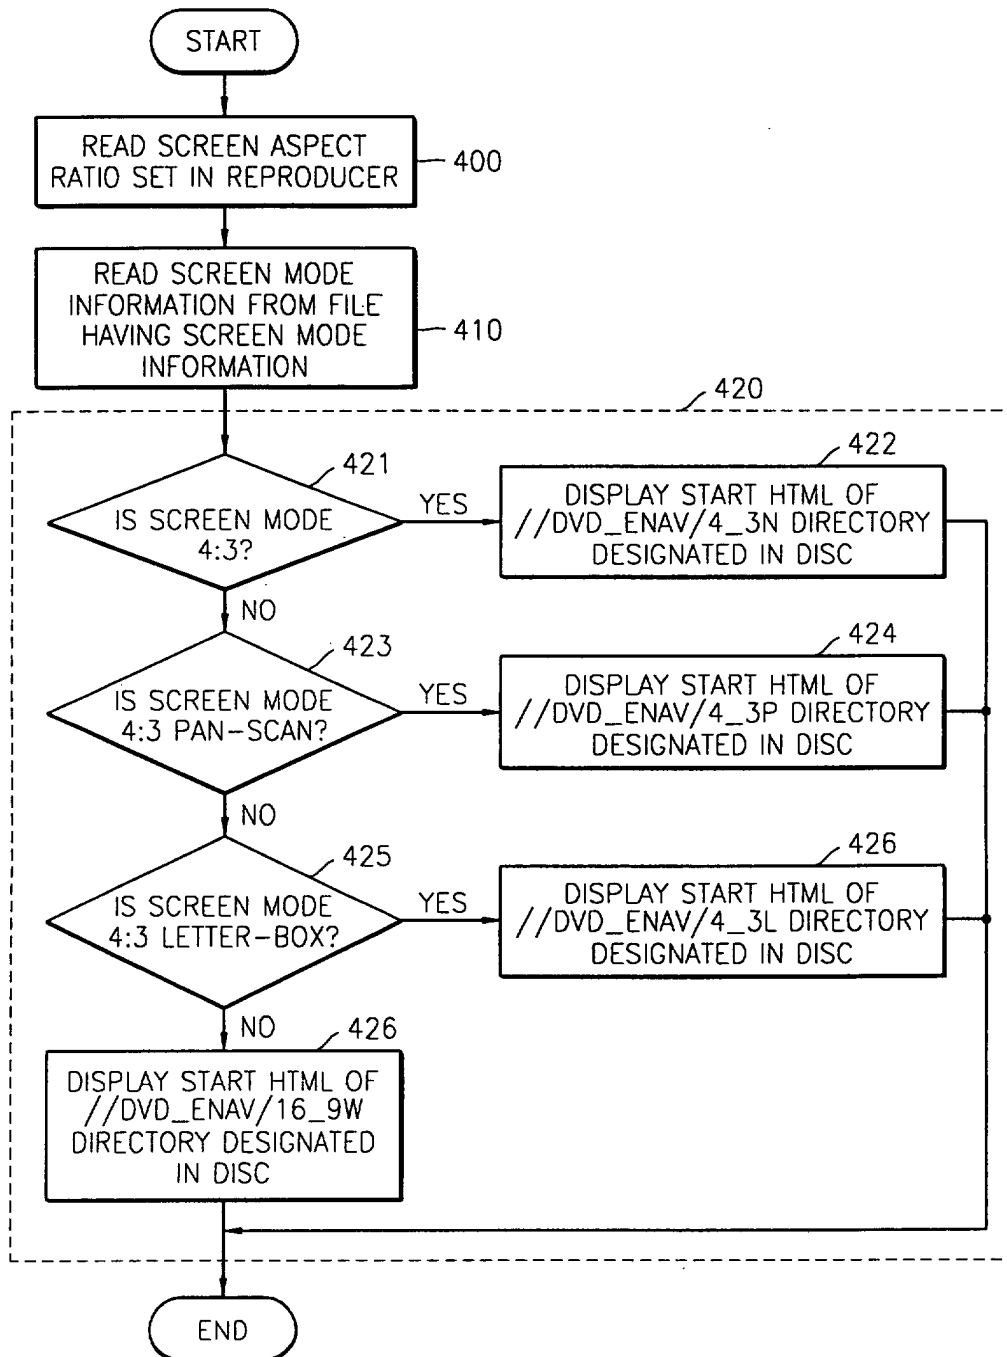 START
READ SCREEN ASPECT
RATIO SET IN REPRODUCER
400
READ SCREEN MODE
INFORMATION FROM FILE
HAVING SCREEN MODE
INFORMATION
410
420
421
IS SCREEN MODE
4:3?
YES
422
DISPLAY START HTML OF
//DVD_ENAV/4_3N DIRECTORY
DESIGNATED IN DISC
NO
423
IS SCREEN MODE
4:3 PAN-SCAN?
YES
424
DISPLAY START HTML OF
//DVD_ENAV/4_3P DIRECTORY
DESIGNATED IN DISC
NO
425
IS SCREEN MODE
4:3 LETTER-BOX?
YES
426
DISPLAY START HTML OF
//DVD_ENAV/4_3L DIRECTORY
DESIGNATED IN DISC
NO
426
DISPLAY START HTML OF
//DVD_ENAV/16_9W
DIRECTORY DESIGNATED
IN DISC
END